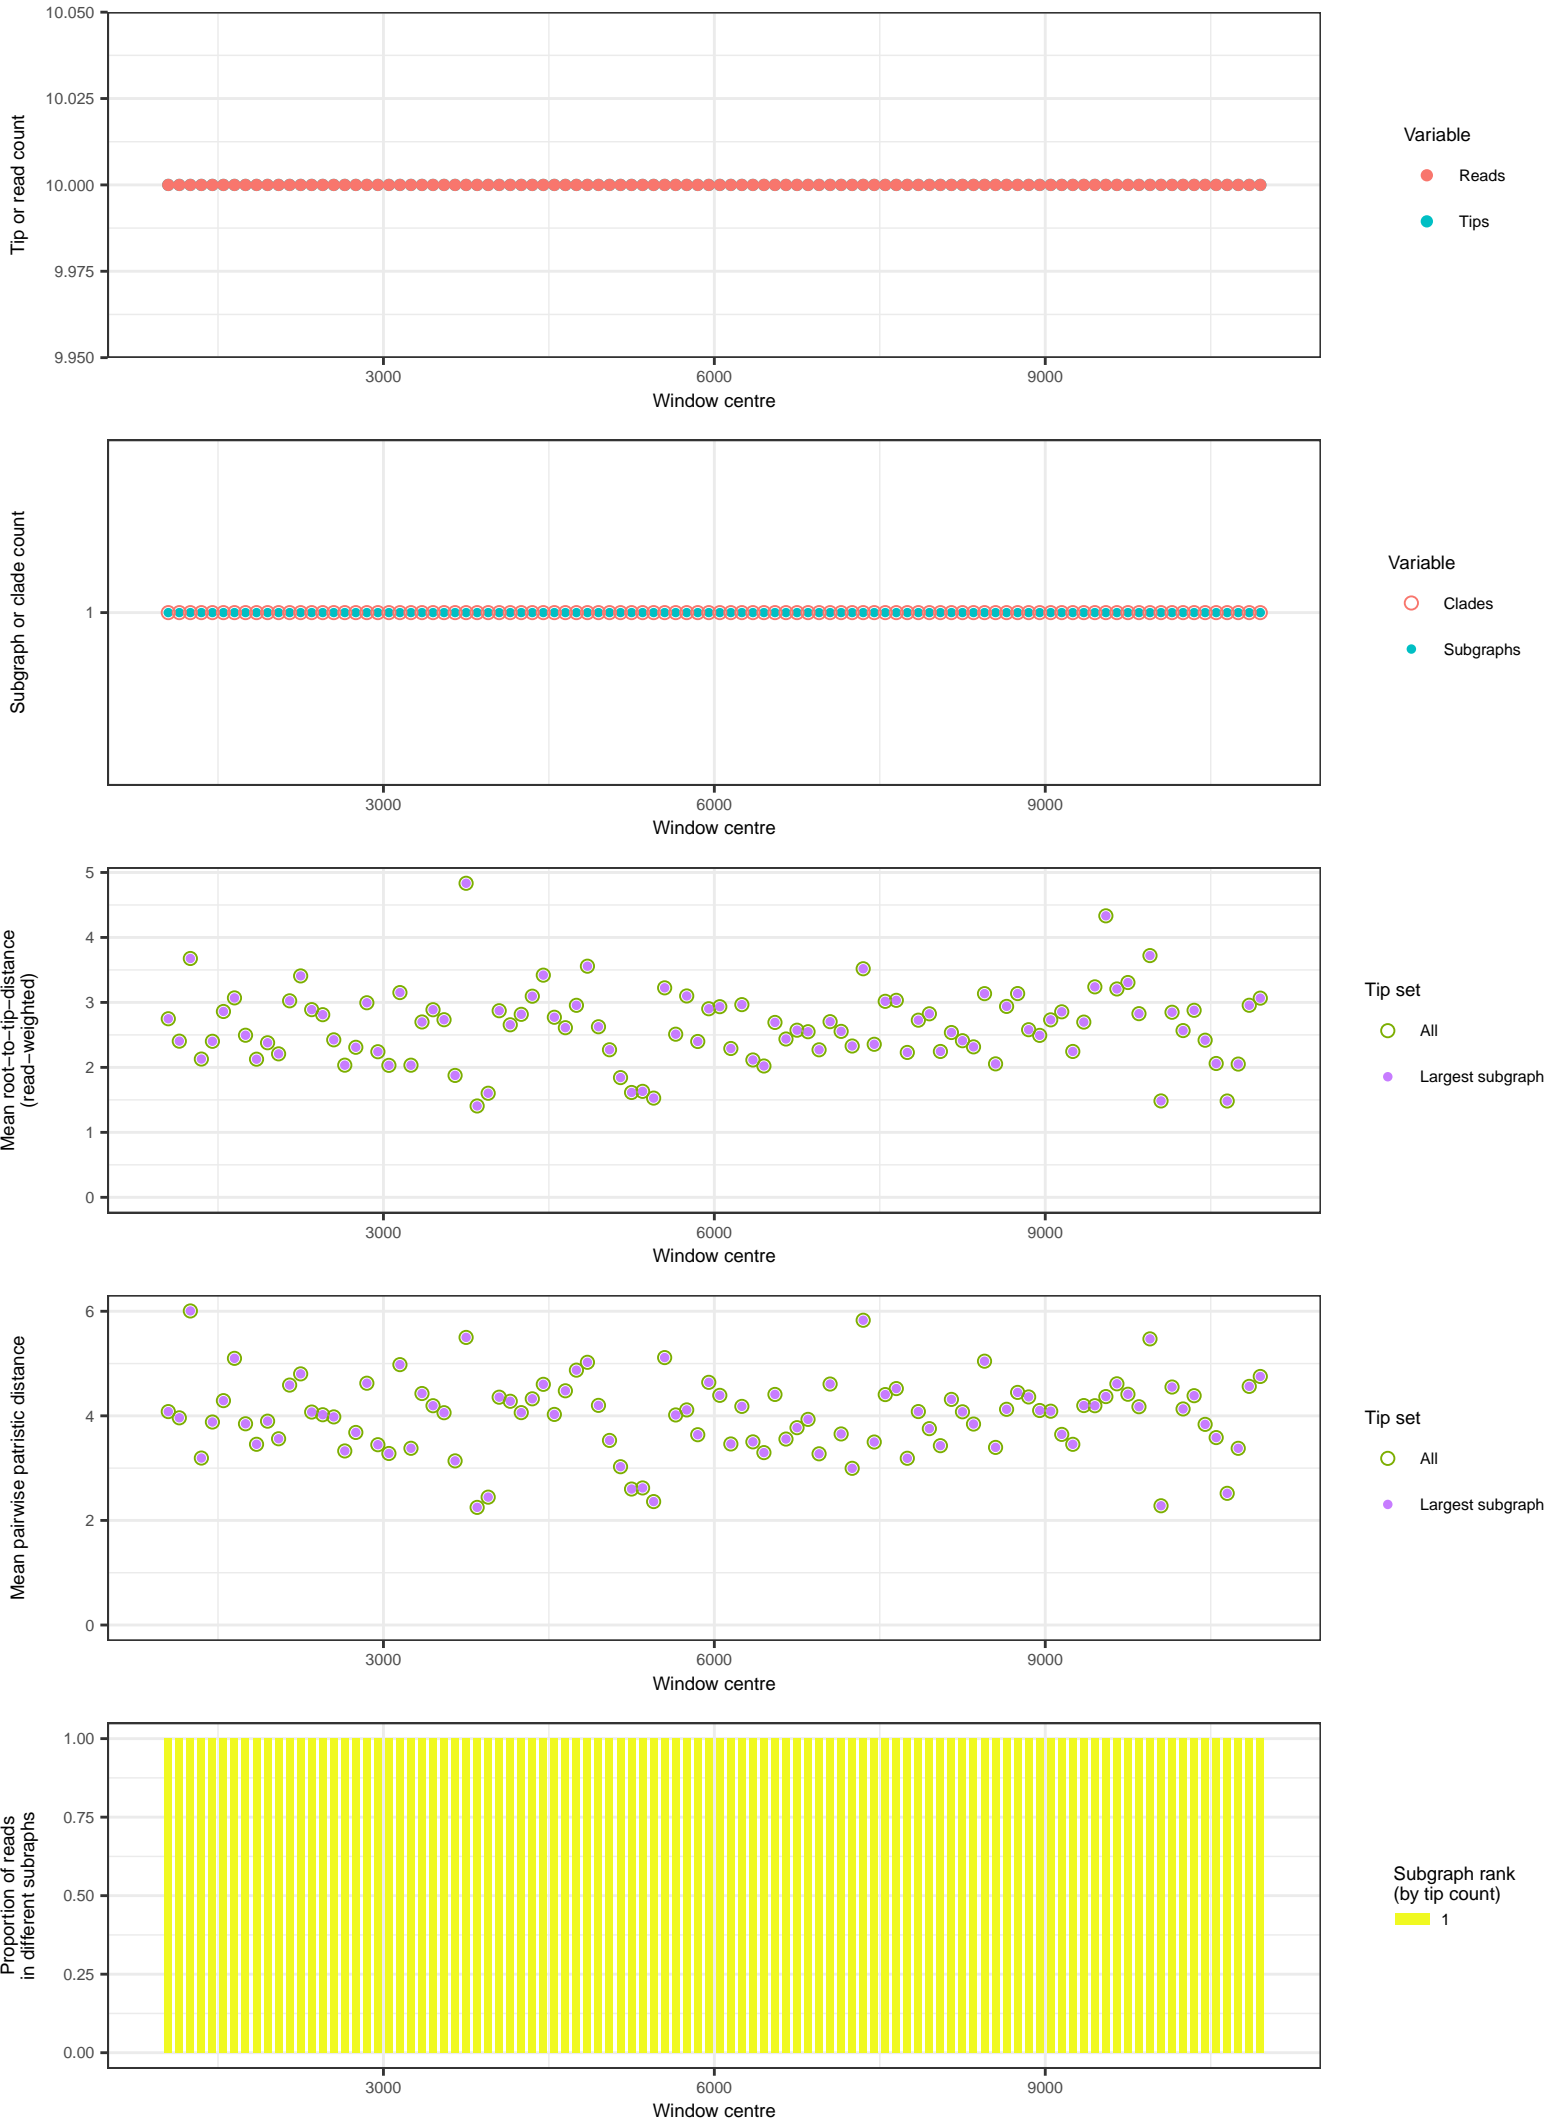 10.050
10.025
10.000
9.975
9.950
Tip or read count
3000
6000
9000
Window centre
Variable
Reads
Tips
1
Subgraph or clade count
3000
6000
9000
Window centre
Variable
Clades
Subgraphs
5
4
3
2
1
0
Mean root−to−tip−distance
(read−weighted)
3000
6000
9000
Window centre
Tip set
All
Largest subgraph
6
4
2
0
Mean pairwise patristic distance
3000
6000
9000
Window centre
Tip set
All
Largest subgraph
1.00
0.75
0.50
0.25
0.00
Proportion of reads
in different subraphs
3000
6000
9000
Window centre
Subgraph rank
(by tip count)
1